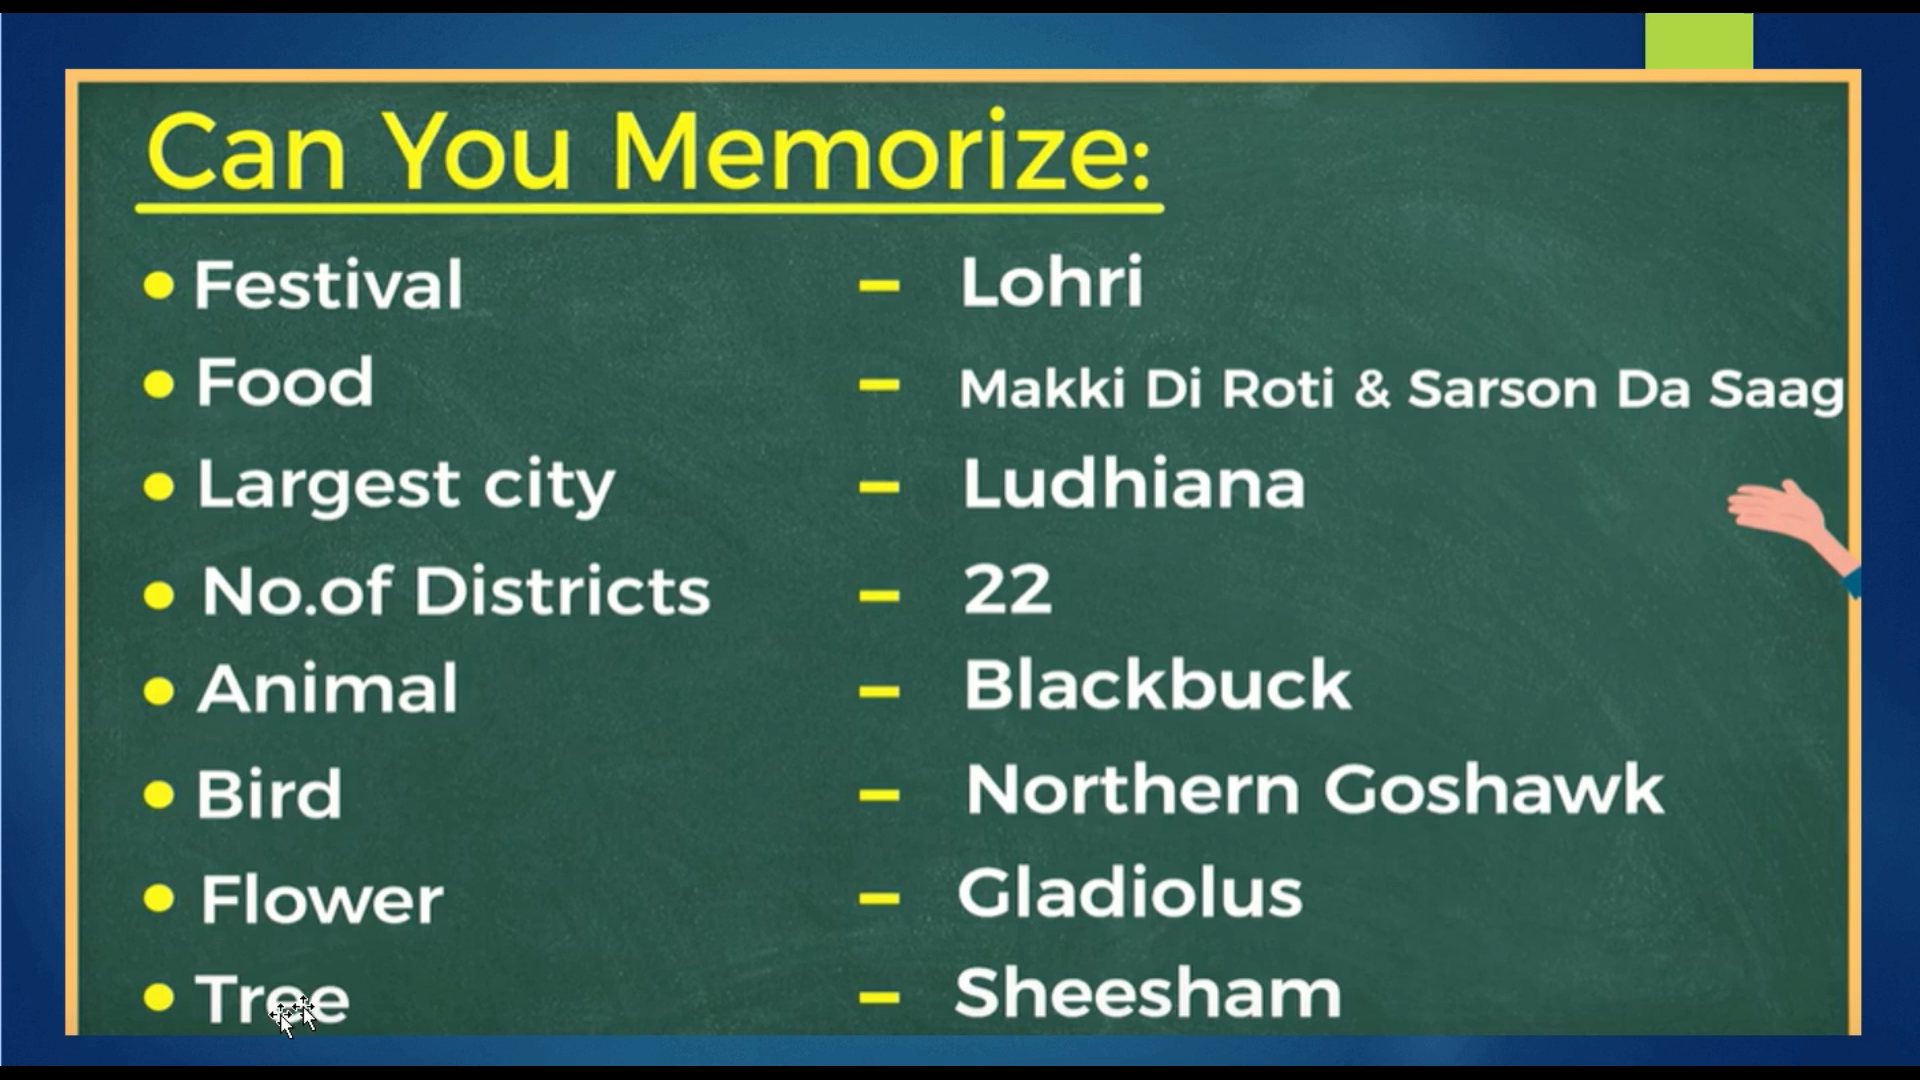 Can You Memorize:
• Festival – Lohri
• Food – Makki Di Roti & Sarson Da Saag
• Largest city – Ludhiana
• No.of Districts – 22
• Animal – Blackbuck
• Bird – Northern Goshawk
• Flower – Gladiolus
• Tree – Sheesham